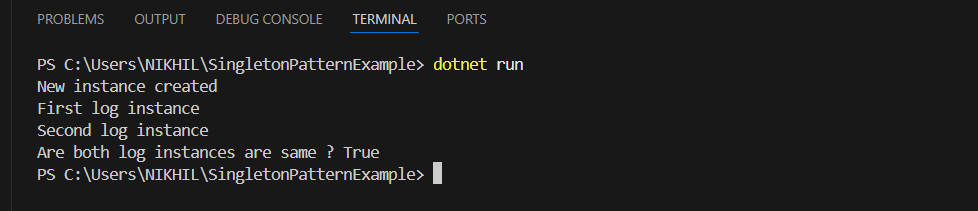 PROBLEMS OUTPUT DEBUG CONSOLE TERMINAL PORTS
PS C:\Users\NIKHIL\SingletonPatternExample> dotnet run
New instance created
First log instance
Second log instance
Are both log instances are same ? True
PS C:\Users\NIKHIL\SingletonPatternExample>